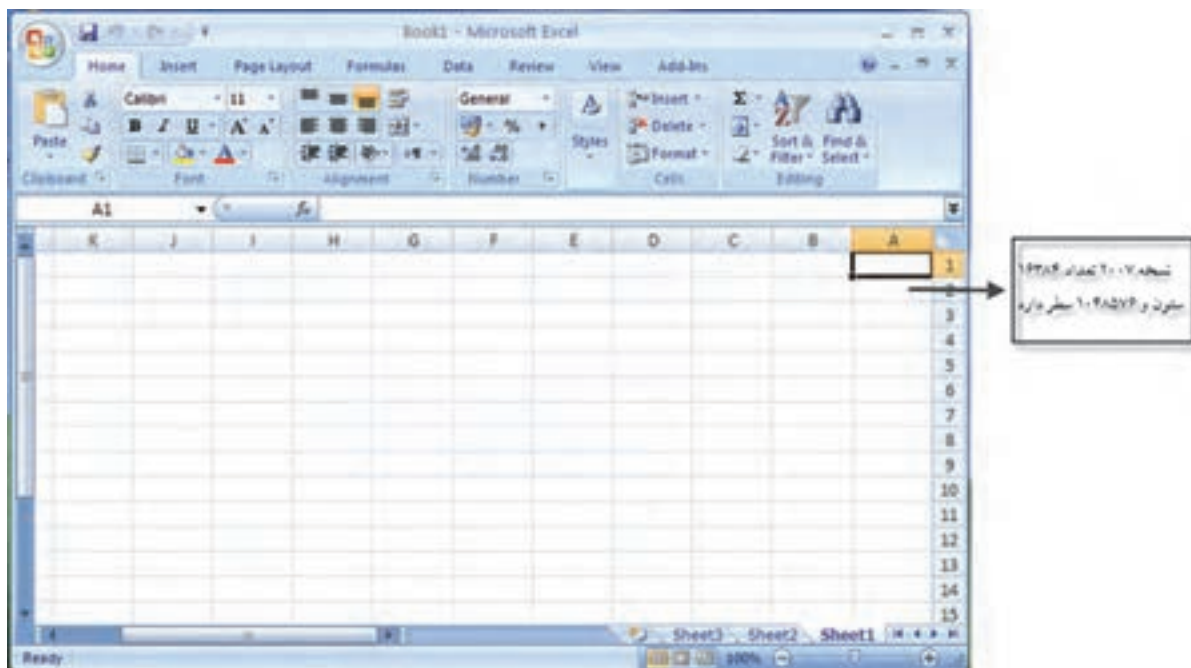 Book1 - Microsoft Excel
Home Insert Page Layout Formulas Data Review View Add-Ins
Calibri 11 General Insert Σ
Paste B I U A A % Styles Delete Sort & Find &
A Format Filter Select
Clipboard Font Alignment Number Cells Editing
A1 fx
K J I H G F E D C B A
1
2
3
4
5
6
7
8
9
10
11
12
13
14
15
Sheet3 Sheet2 Sheet1
Ready 100%
نسخه ۲۰۰۷ تعداد ۱۶۳۸۴
ستون و ۱۰۴۸۵۷۶ سطر دارد